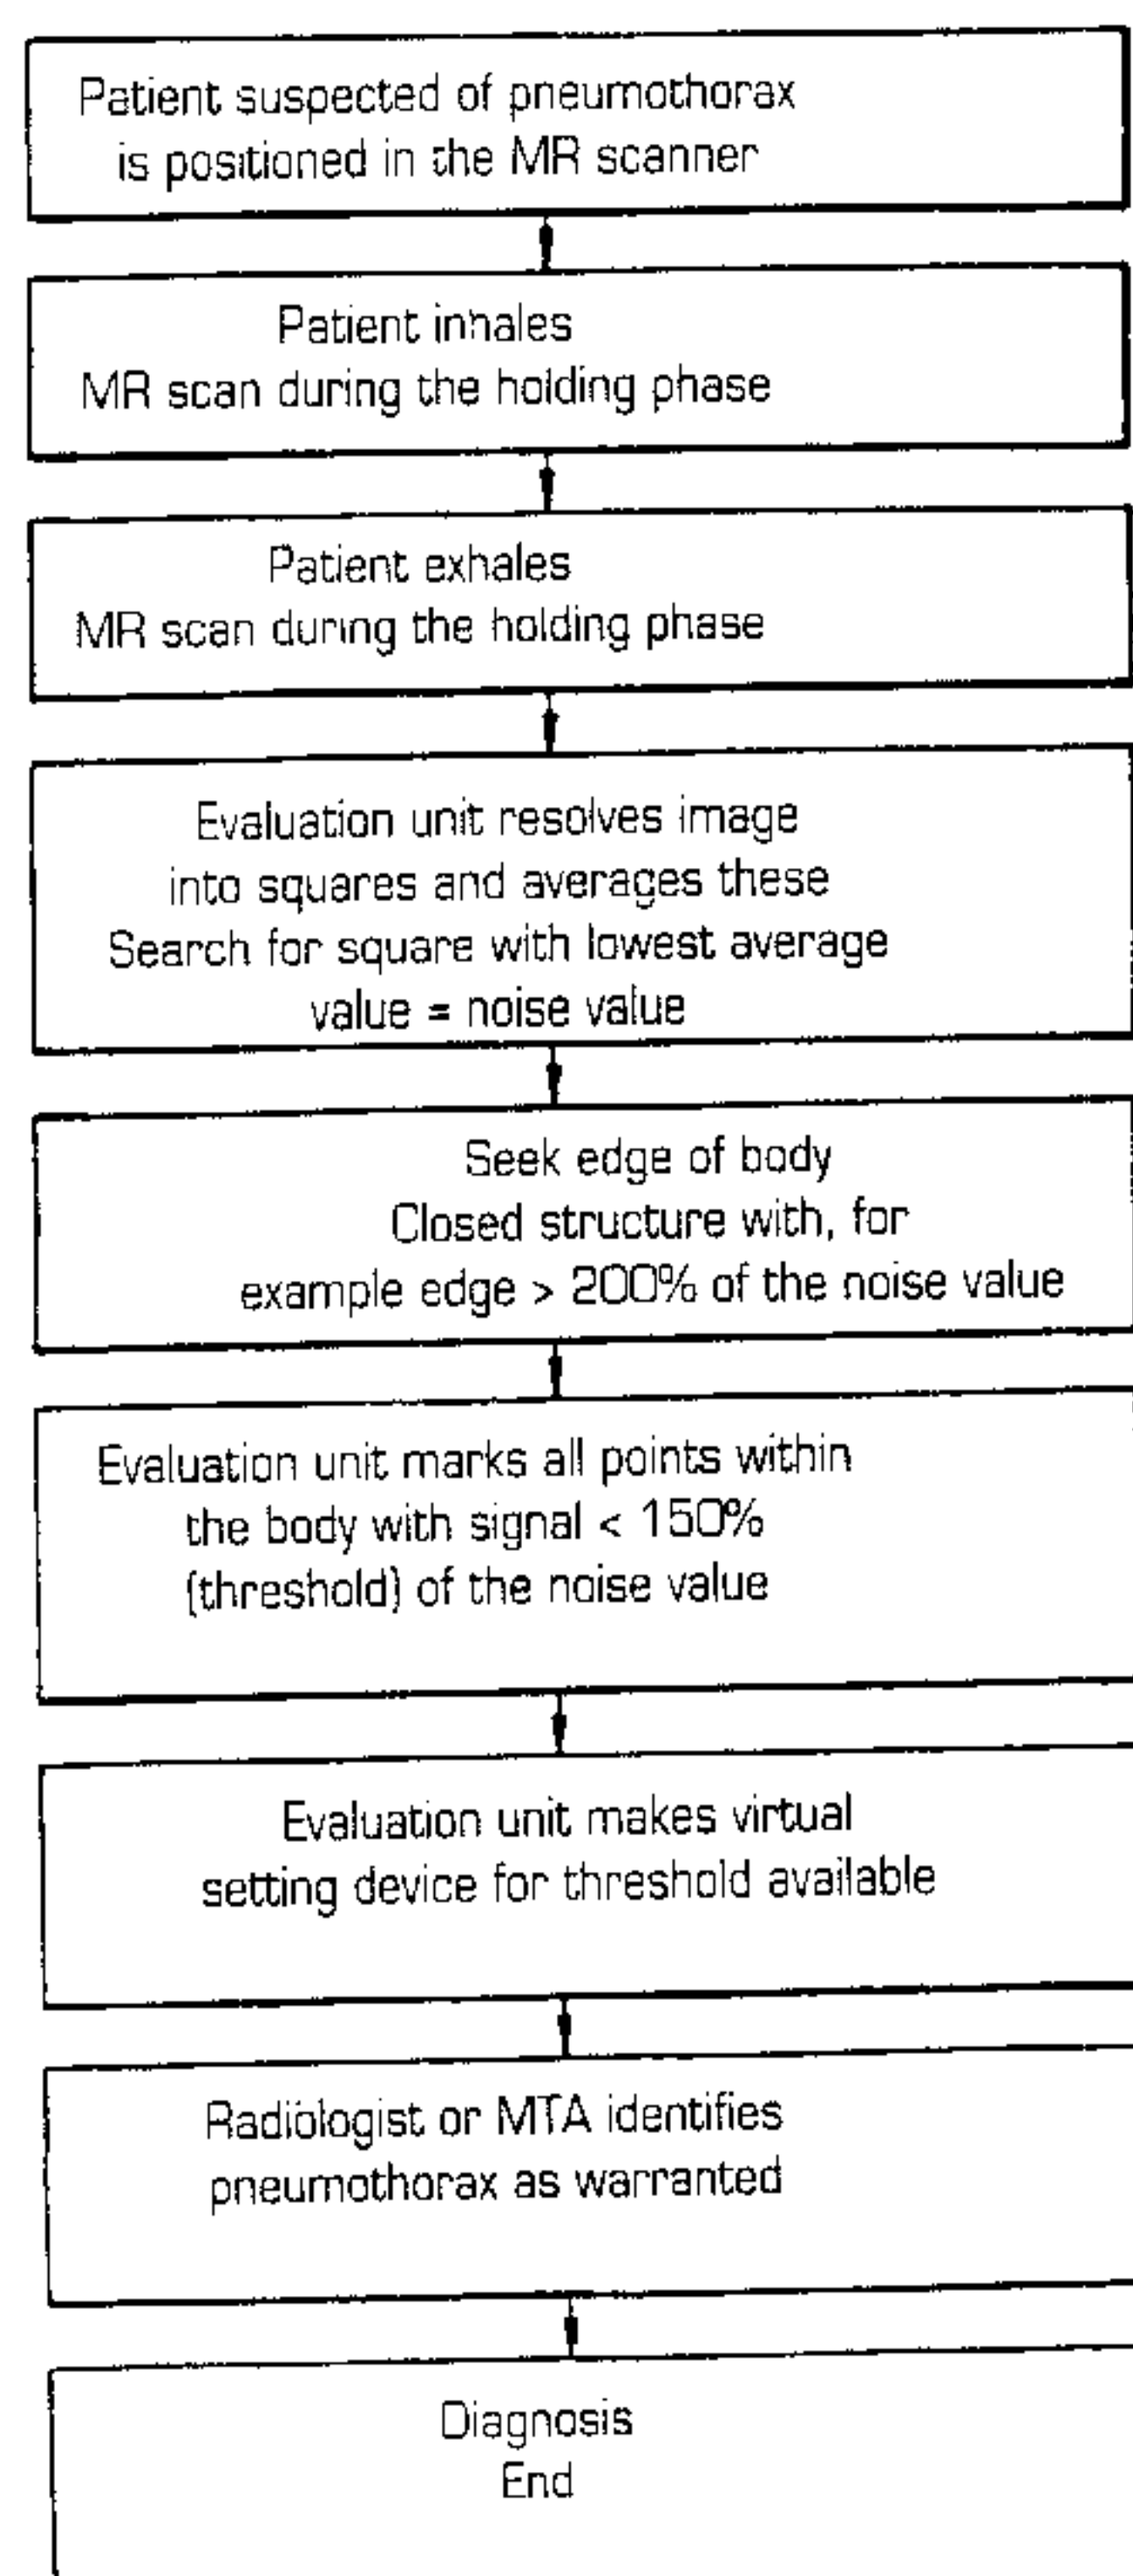 Patient suspected of pneumothorax
is positioned in the MR scanner
Patient inhales
MR scan during the holding phase
Patient exhales
MR scan during the holding phase
Evaluation unit resolves image
into squares and averages these
Search for square with lowest average
value = noise value
Seek edge of body
Closed structure with, for
example edge > 200% of the noise value
Evaluation unit marks all points within
the body with signal < 150%
(threshold) of the noise value
Evaluation unit makes virtual
setting device for threshold available
Radiologist or MTA identifies
pneumothorax as warranted
Diagnosis
End